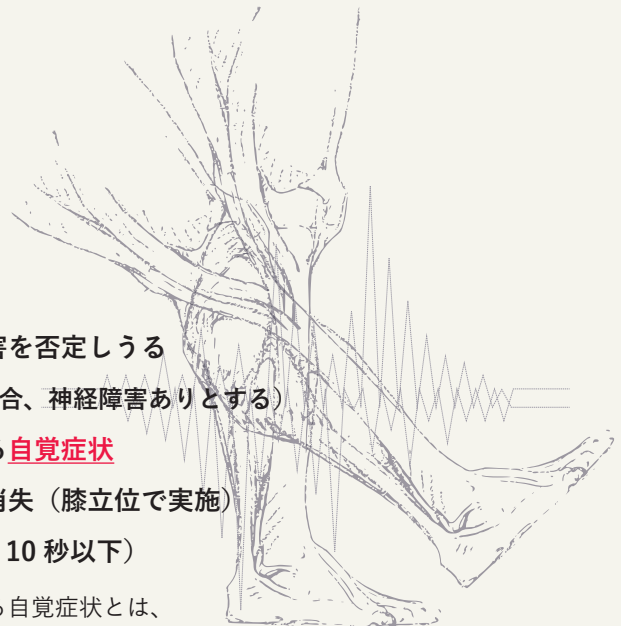 害を否定しうる
合、神経障害ありとする）
自覚症状
消失（膝立位で実施）
10 秒以下）
る自覚症状とは、